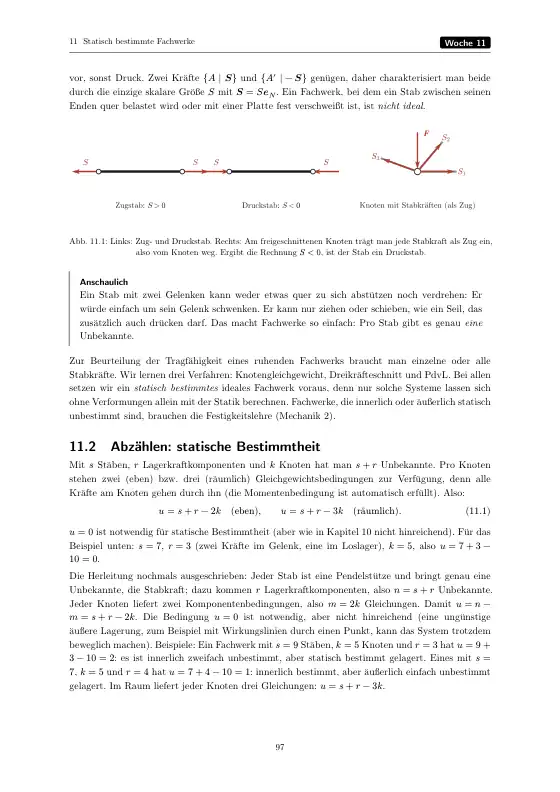 11 Statisch bestimmte Fachwerke
Woche 11
vor, sonst Druck. Zwei Kräfte {A | S} und {A′ | −S} genügen, daher charakterisiert man beide
durch die einzige skalare Größe S mit S = Se_N. Ein Fachwerk, bei dem ein Stab zwischen seinen
Enden quer belastet wird oder mit einer Platte fest verschweißt ist, ist nicht ideal.
S
S
S
S
F
S₂
S₃
S₁
Zugstab: S > 0
Druckstab: S < 0
Knoten mit Stabkräften (als Zug)
Abb. 11.1: Links: Zug- und Druckstab. Rechts: Am freigeschnittenen Knoten trägt man jede Stabkraft als Zug ein,
also vom Knoten weg. Ergibt die Rechnung S < 0, ist der Stab ein Druckstab.
Anschaulich
Ein Stab mit zwei Gelenken kann weder etwas quer zu sich abstützen noch verdrehen: Er
würde einfach um sein Gelenk schwenken. Er kann nur ziehen oder schieben, wie ein Seil, das
zusätzlich auch drücken darf. Das macht Fachwerke so einfach: Pro Stab gibt es genau eine
Unbekannte.
Zur Beurteilung der Tragfähigkeit eines ruhenden Fachwerks braucht man einzelne oder alle
Stabkräfte. Wir lernen drei Verfahren: Knotengleichgewicht, Dreikräfteschnitt und PdvL. Bei allen
setzen wir ein statisch bestimmtes ideales Fachwerk voraus, denn nur solche Systeme lassen sich
ohne Verformungen allein mit der Statik berechnen. Fachwerke, die innerlich oder äußerlich statisch
unbestimmt sind, brauchen die Festigkeitslehre (Mechanik 2).
11.2 Abzählen: statische Bestimmtheit
Mit s Stäben, r Lagerkraftkomponenten und k Knoten hat man s + r Unbekannte. Pro Knoten
stehen zwei (eben) bzw. drei (räumlich) Gleichgewichtsbedingungen zur Verfügung, denn alle
Kräfte am Knoten gehen durch ihn (die Momentenbedingung ist automatisch erfüllt). Also:
u = s + r − 2k (eben), u = s + r − 3k (räumlich). (11.1)
u = 0 ist notwendig für statische Bestimmtheit (aber wie in Kapitel 10 nicht hinreichend). Für das
Beispiel unten: s = 7, r = 3 (zwei Kräfte im Gelenk, eine im Loslager), k = 5, also u = 7 + 3 −
10 = 0.
Die Herleitung nochmals ausgeschrieben: Jeder Stab ist eine Pendelstütze und bringt genau eine
Unbekannte, die Stabkraft; dazu kommen r Lagerkraftkomponenten, also n = s + r Unbekannte.
Jeder Knoten liefert zwei Komponentenbedingungen, also m = 2k Gleichungen. Damit u = n −
m = s + r − 2k. Die Bedingung u = 0 ist notwendig, aber nicht hinreichend (eine ungünstige
äußere Lagerung, zum Beispiel mit Wirkungslinien durch einen Punkt, kann das System trotzdem
beweglich machen). Beispiele: Ein Fachwerk mit s = 9 Stäben, k = 5 Knoten und r = 3 hat u = 9 +
3 − 10 = 2: es ist innerlich zweifach unbestimmt, aber statisch bestimmt gelagert. Eines mit s =
7, k = 5 und r = 4 hat u = 7 + 4 − 10 = 1: innerlich bestimmt, aber äußerlich einfach unbestimmt
gelagert. Im Raum liefert jeder Knoten drei Gleichungen: u = s + r − 3k.
97